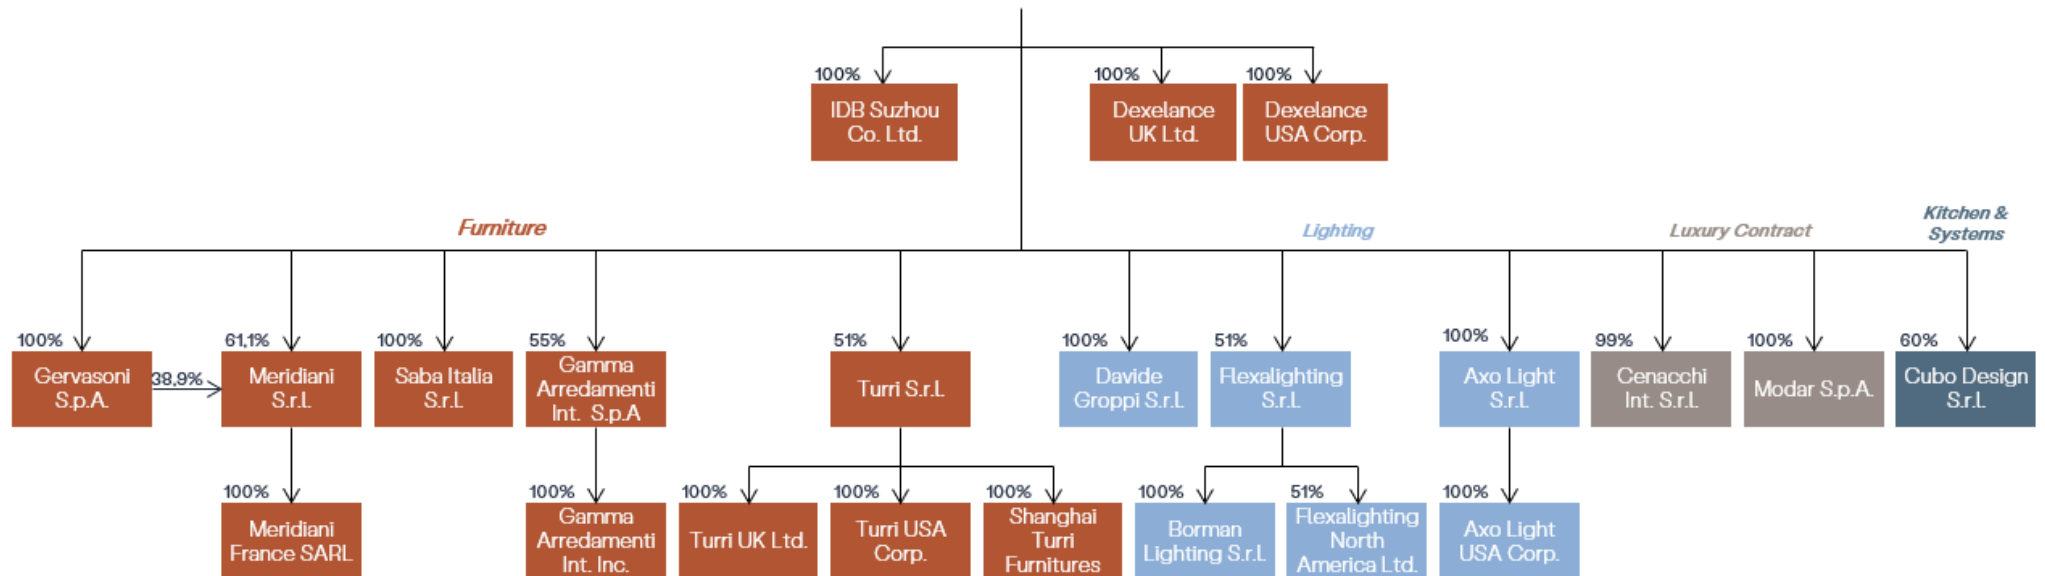 100%
IDB Suzhou
Co. Ltd.
100%
Dexelance
UK Ltd.
100%
Dexelance
USA Corp.
Furniture
Lighting
Luxury Contract
Kitchen &
Systems
100%
Gervasoni
S.p.A.
38,9%
61,1%
Meridiani
S.r.l.
100%
Saba Italia
S.r.l.
55%
Gamma
Arredamenti
Int. S.p.A
51%
Turri S.r.l.
100%
Davide
Groppi S.r.l.
51%
Flexalighting
S.r.l.
100%
Axo Light
S.r.l.
99%
Cenacchi
Int. S.r.l.
100%
Modar S.p.A.
60%
Cubo Design
S.r.l.
100%
Meridiani
France SARL
100%
Gamma
Arredamenti
Int. Inc.
100%
Turri UK Ltd.
100%
Turri USA
Corp.
100%
Shanghai
Turri
Furnitures
100%
Borman
Lighting S.r.l.
51%
Flexalighting
North
America Ltd.
100%
Axo Light
USA Corp.